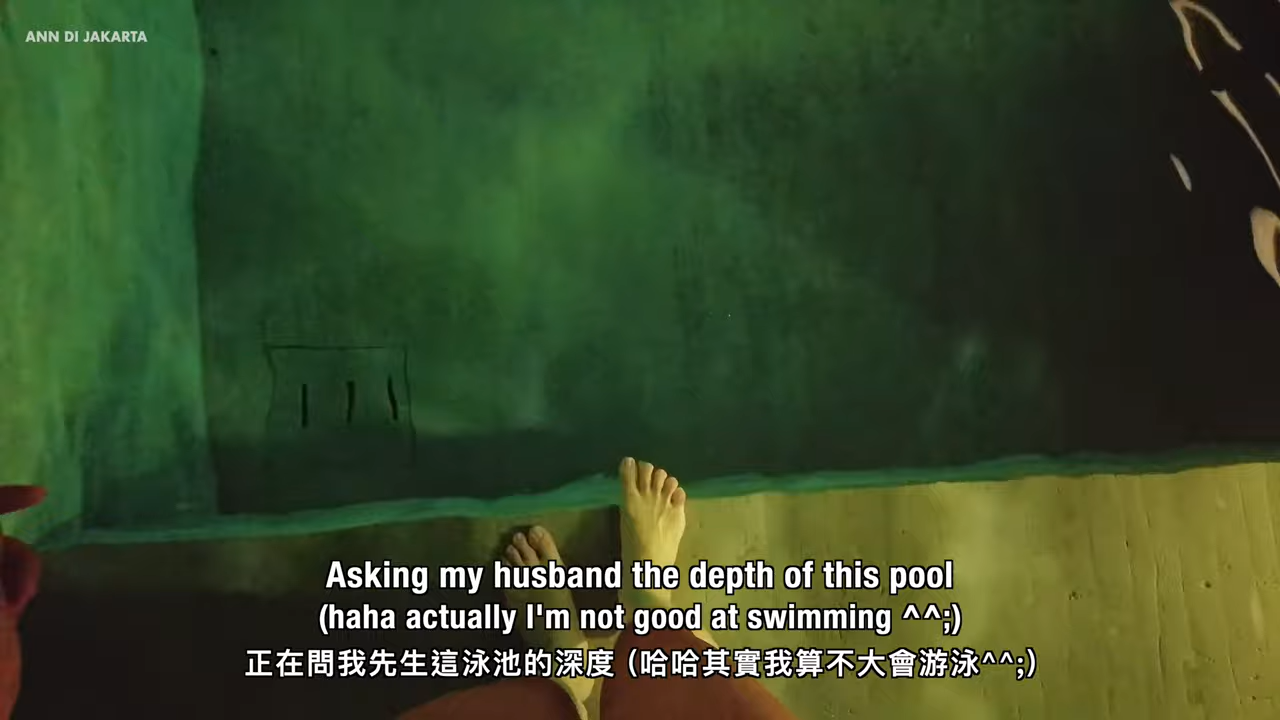 ANN DI JAKARTA
Asking my husband the depth of this pool
(haha actually I'm not good at swimming ^^;)
正在問我先生這泳池的深度（哈哈其實我算不大會游泳^^;）